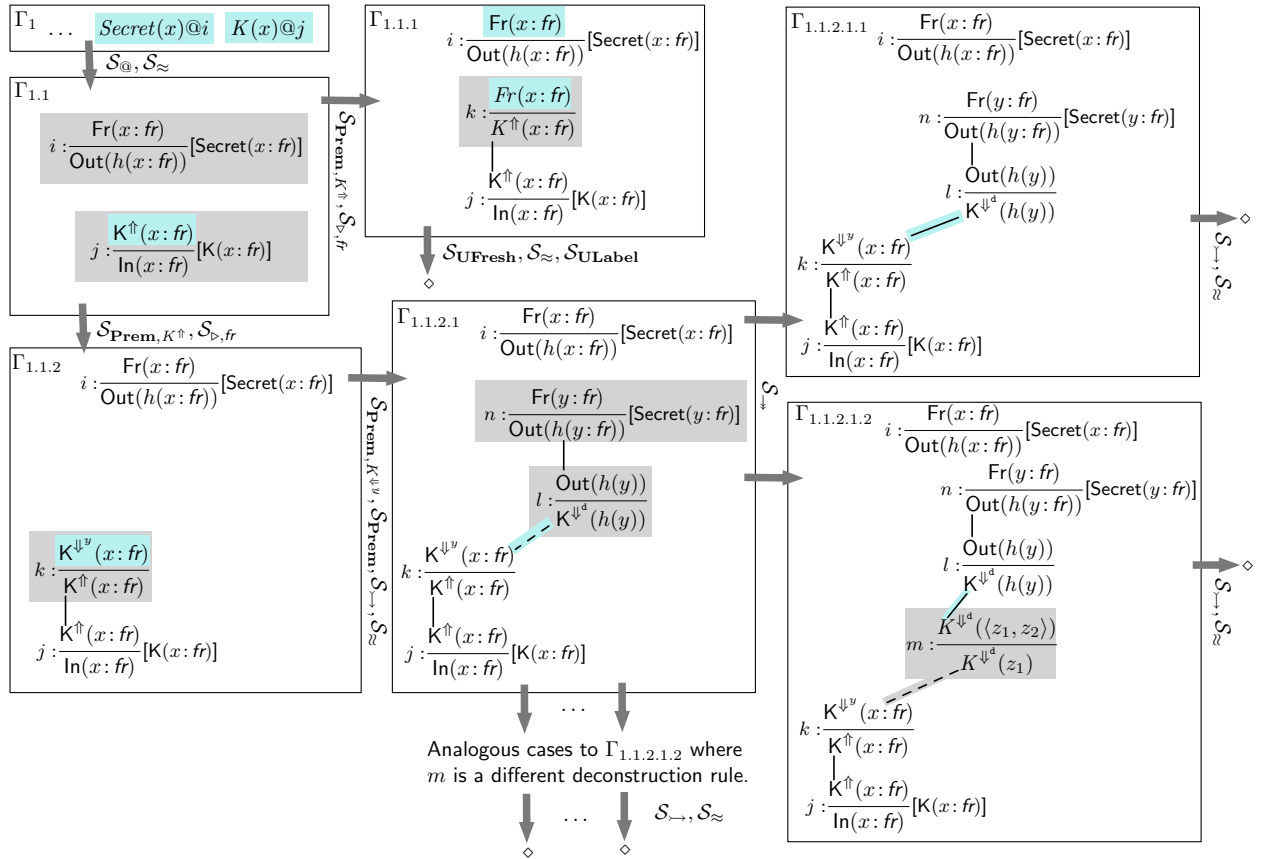 Γ₁ … Secret(x)@i K(x)@j
𝒮@, 𝒮≈
Γ₁.₁
i : Fr(x : fr)
Out(h(x : fr)) [Secret(x : fr)]
j : K⇑(x : fr)
In(x : fr) [K(x : fr)]
𝒮Prem,K⇑, 𝒮▹,fr
𝒮Prem,K⇑, 𝒮▹,fr
Γ₁.₁.₁
i : Fr(x : fr)
Out(h(x : fr)) [Secret(x : fr)]
k : Fr(x : fr)
K⇑(x : fr)
j : K⇑(x : fr)
In(x : fr) [K(x : fr)]
𝒮UFresh, 𝒮≈, 𝒮ULabel
⋄
Γ₁.₁.₂
i : Fr(x : fr)
Out(h(x : fr)) [Secret(x : fr)]
k : K⇓ʸ(x : fr)
K⇑(x : fr)
j : K⇑(x : fr)
In(x : fr) [K(x : fr)]
𝒮Prem,K⇓ʸ, 𝒮Prem, 𝒮↣, 𝒮≈
Γ₁.₁.₂.₁
i : Fr(x : fr)
Out(h(x : fr)) [Secret(x : fr)]
n : Fr(y : fr)
Out(h(y : fr)) [Secret(y : fr)]
l : Out(h(y))
K⇓ᵈ(h(y))
k : K⇓ʸ(x : fr)
K⇑(x : fr)
j : K⇑(x : fr)
In(x : fr) [K(x : fr)]
𝒮⇢
…
Analogous cases to Γ₁.₁.₂.₁.₂ where
m is a different deconstruction rule.
… 𝒮↣, 𝒮≈
⋄ ⋄
Γ₁.₁.₂.₁.₁
i : Fr(x : fr)
Out(h(x : fr)) [Secret(x : fr)]
n : Fr(y : fr)
Out(h(y : fr)) [Secret(y : fr)]
l : Out(h(y))
K⇓ᵈ(h(y))
k : K⇓ʸ(x : fr)
K⇑(x : fr)
j : K⇑(x : fr)
In(x : fr) [K(x : fr)]
𝒮↣, 𝒮≈
⋄
Γ₁.₁.₂.₁.₂
i : Fr(x : fr)
Out(h(x : fr)) [Secret(x : fr)]
n : Fr(y : fr)
Out(h(y : fr)) [Secret(y : fr)]
l : Out(h(y))
K⇓ᵈ(h(y))
m : K⇓ᵈ(⟨z₁, z₂⟩)
K⇓ᵈ(z₁)
k : K⇓ʸ(x : fr)
K⇑(x : fr)
j : K⇑(x : fr)
In(x : fr) [K(x : fr)]
𝒮↣, 𝒮≈
⋄